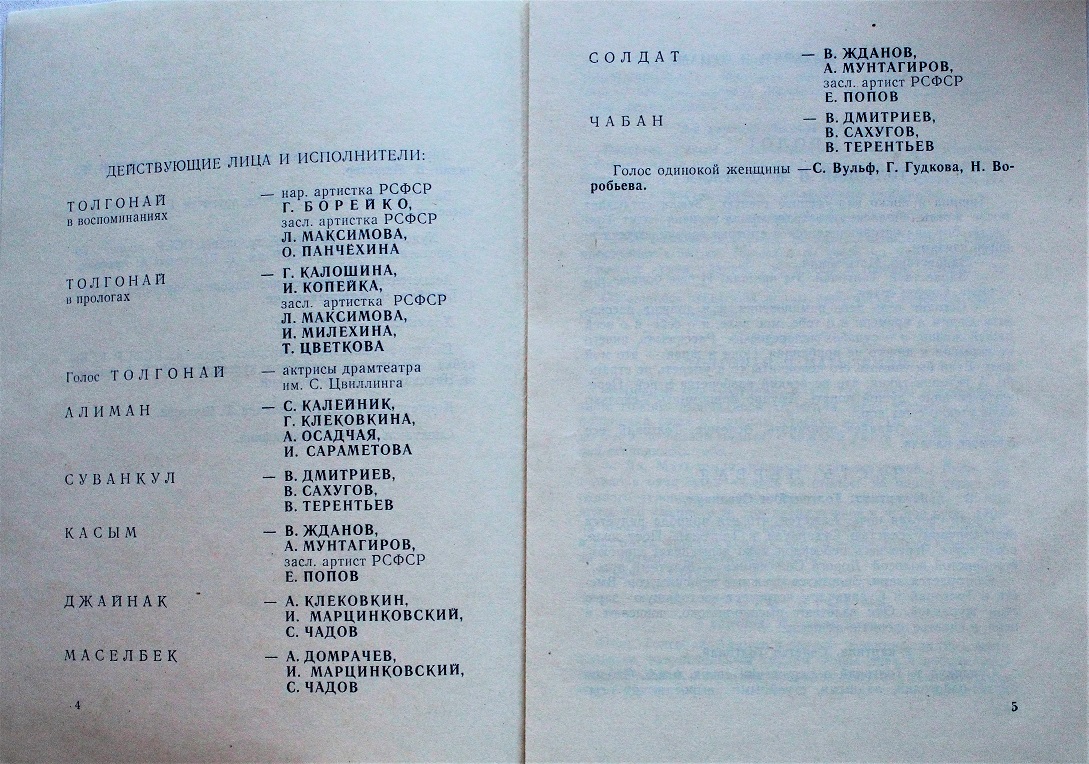 ДЕЙСТВУЮЩИЕ ЛИЦА И ИСПОЛНИТЕЛИ:
ТОЛГОНАЙ — нар. артистка РСФСР
в воспоминаниях Г. БОРЕЙКО,
засл. артистка РСФСР
Л. МАКСИМОВА,
О. ПАНЧЕХИНА
ТОЛГОНАЙ — Г. КАЛОШИНА,
в прологах И. КОПЕЙКА,
засл. артистка РСФСР
Л. МАКСИМОВА,
И. МИЛЕХИНА,
Т. ЦВЕТКОВА
Голос ТОЛГОНАЙ — актрисы драмтеатра
им. С. Цвиллинга
АЛИМАН — С. КАЛЕЙНИК,
Г. КЛЕКОВКИНА,
А. ОСАДЧАЯ,
И. САРАМЕТОВА
СУВАНКУЛ — В. ДМИТРИЕВ,
В. САХУГОВ,
В. ТЕРЕНТЬЕВ
КАСЫМ — В. ЖДАНОВ,
А. МУНТАГИРОВ,
засл. артист РСФСР
Е. ПОПОВ
ДЖАЙНАК — А. КЛЕКОВКИН,
И. МАРЦИНКОВСКИЙ,
С. ЧАДОВ
МАСЕЛБЕК — А. ДОМРАЧЕВ,
И. МАРЦИНКОВСКИЙ,
С. ЧАДОВ
4
СОЛДАТ — В. ЖДАНОВ,
А. МУНТАГИРОВ,
засл. артист РСФСР
Е. ПОПОВ
ЧАБАН — В. ДМИТРИЕВ,
В. САХУГОВ,
В. ТЕРЕНТЬЕВ
Голос одинокой женщины —С. Вульф, Г. Гудкова, Н. Во-
робьева.
5